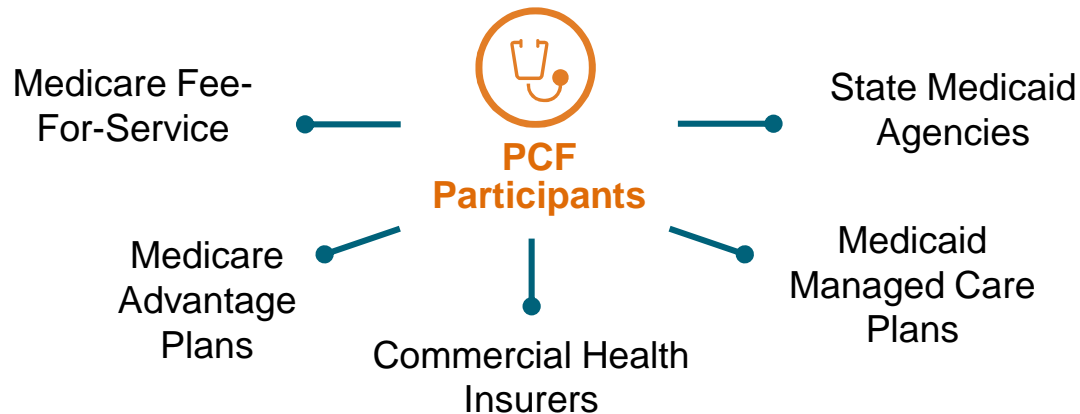 Medicare Fee-
For-Service
PCF
Participants
State Medicaid
Agencies
Medicare
Advantage
Plans
Commercial Health
Insurers
Medicaid
Managed Care
Plans